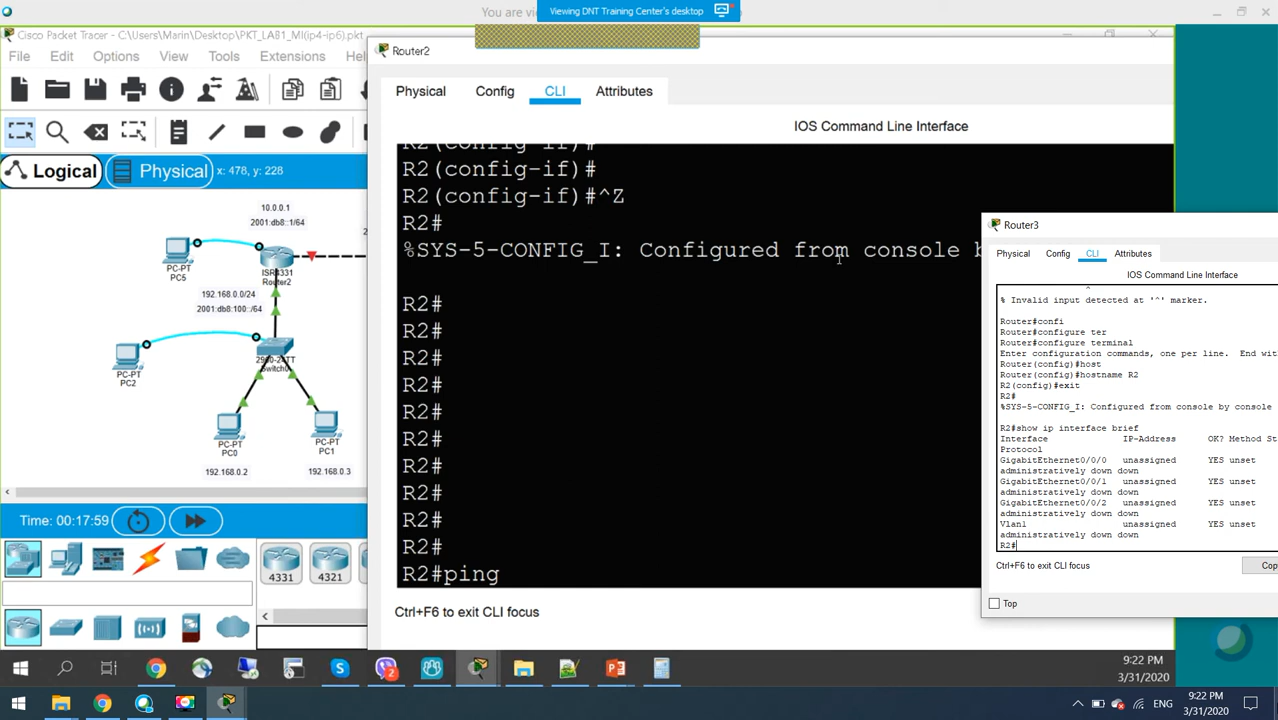 You are vie
Viewing DNT Training Center's desktop
Cisco Packet Tracer - C:\Users\Marin\Desktop\PKT_LAB1_MI(ip4-ip6).pkt
File Edit Options View Tools Extensions Hel
Logical
Physical
x: 478, y: 228
10.0.0.1
2001:db8::1/64
PC-PT
PC5
ISR4331
Router2
192.168.0.0/24
2001:db8:100::/64
PC-PT
PC2
Switch0
PC-PT
PC0
PC-PT
PC1
192.168.0.2
192.168.0.3
Time: 00:17:59
4331
4321
Router2
Physical
Config
CLI
Attributes
IOS Command Line Interface
R2(config-if)#
R2(config-if)#
R2(config-if)#^Z
R2#
%SYS-5-CONFIG_I: Configured from console b
R2#
R2#
R2#
R2#
R2#
R2#
R2#
R2#
R2#
R2#
R2#ping
Ctrl+F6 to exit CLI focus
Router3
Physical
Config
CLI
Attributes
IOS Command Line Interface
^
% Invalid input detected at '^' marker.
Router#confi
Router#configure ter
Router#configure terminal
Enter configuration commands, one per line. End wit
Router(config)#host
Router(config)#hostname R2
R2(config)#exit
R2#
%SYS-5-CONFIG_I: Configured from console by console
R2#show ip interface brief
Interface IP-Address OK? Method St
Protocol
GigabitEthernet0/0/0 unassigned YES unset
administratively down down
GigabitEthernet0/0/1 unassigned YES unset
administratively down down
GigabitEthernet0/0/2 unassigned YES unset
administratively down down
Vlan1 unassigned YES unset
administratively down down
R2#
Ctrl+F6 to exit CLI focus
Cop
Top
9:22 PM
3/31/2020
ENG
9:22 PM
3/31/2020